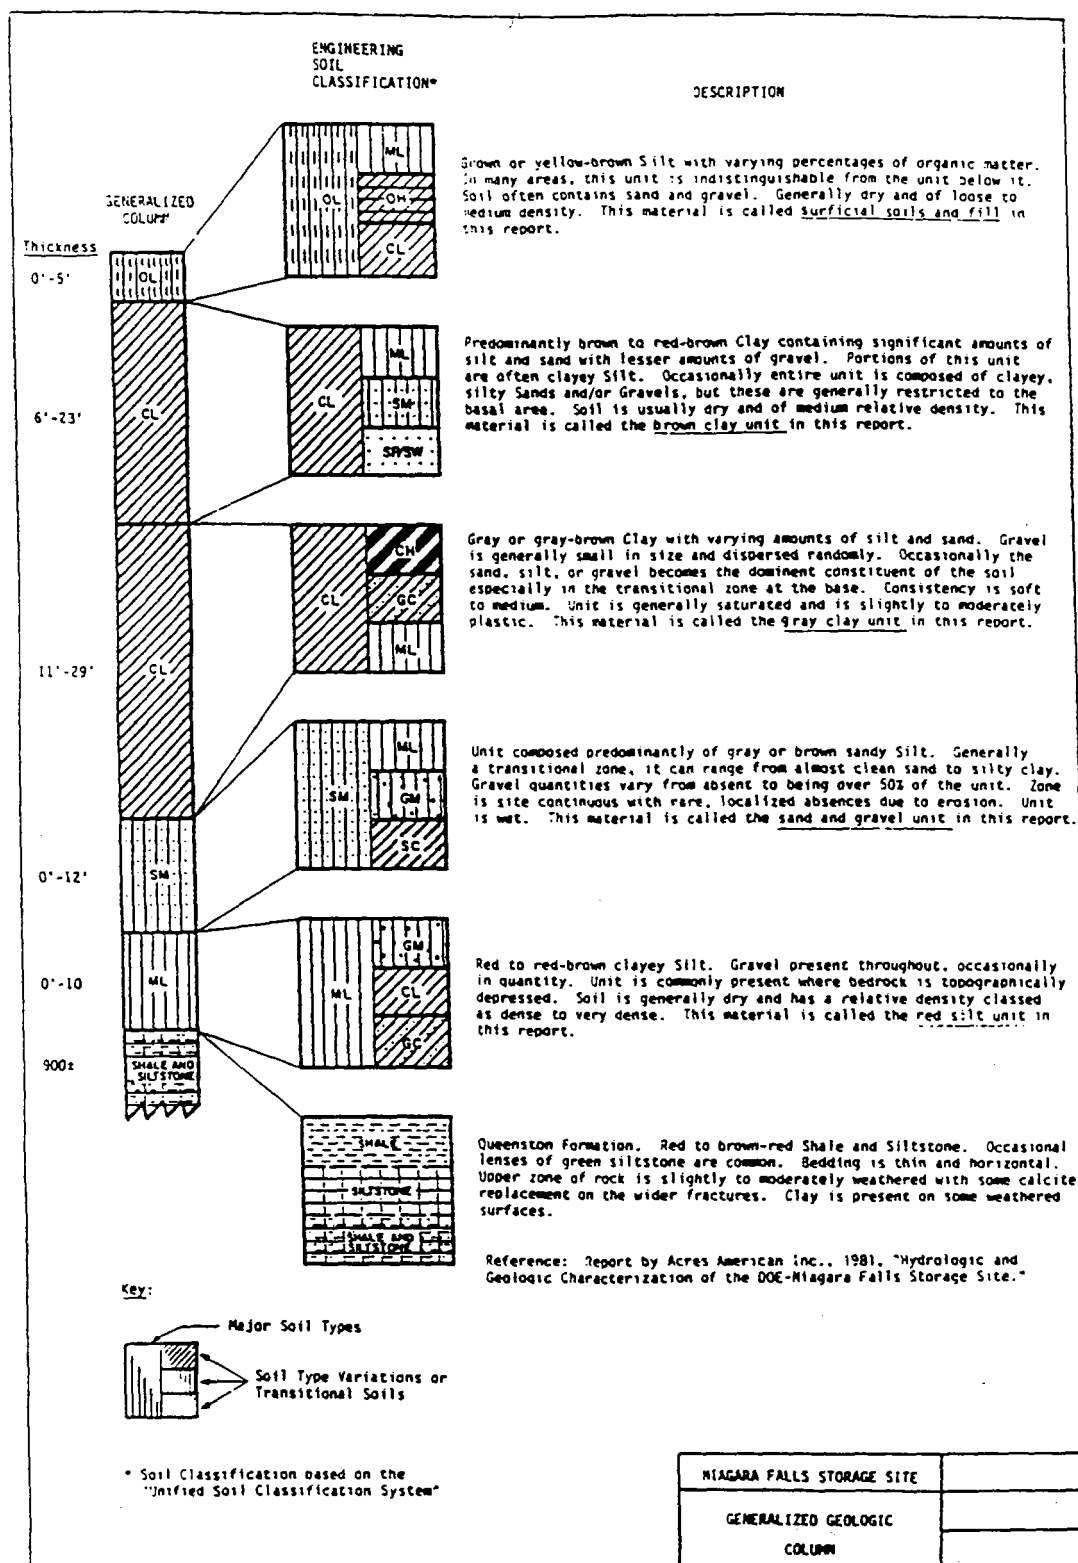 ENGINEERING
SOIL
CLASSIFICATION*
DESCRIPTION
GENERALIZED
COLUMN
Thickness
0'-5'
OL
OL
ML
OH
CL
Brown or yellow-brown Silt with varying percentages of organic matter.
In many areas, this unit is indistinguishable from the unit below it.
Soil often contains sand and gravel. Generally dry and of loose to
medium density. This material is called surficial soils and fill in
this report.
6'-23'
CL
CL
ML
SM
SP/SW
Predominantly brown to red-brown Clay containing significant amounts of
silt and sand with lesser amounts of gravel. Portions of this unit
are often clayey Silt. Occasionally entire unit is composed of clayey,
silty Sands and/or Gravels, but these are generally restricted to the
basal area. Soil is usually dry and of medium relative density. This
material is called the brown clay unit in this report.
11'-29'
CL
CL
CH
GC
ML
Gray or gray-brown Clay with varying amounts of silt and sand. Gravel
is generally small in size and dispersed randomly. Occasionally the
sand, silt, or gravel becomes the dominent constituent of the soil
especially in the transitional zone at the base. Consistency is soft
to medium. Unit is generally saturated and is slightly to moderately
plastic. This material is called the gray clay unit in this report.
0'-12'
SM
SM
ML
GM
SC
Unit composed predominantly of gray or brown sandy Silt. Generally
a transitional zone, it can range from almost clean sand to silty clay.
Gravel quantities vary from absent to being over 50% of the unit. Zone
is site continuous with rare, localized absences due to erosion. Unit
is wet. This material is called the sand and gravel unit in this report.
0'-10
ML
ML
GM
CL
GC
Red to red-brown clayey Silt. Gravel present throughout, occasionally
in quantity. Unit is commonly present where bedrock is topographically
depressed. Soil is generally dry and has a relative density classed
as dense to very dense. This material is called the red silt unit in
this report.
900±
SHALE AND
SILTSTONE
SHALE
SILTSTONE
SHALE AND
SILTSTONE
Queenston Formation. Red to brown-red Shale and Siltstone. Occasional
lenses of green siltstone are common. Bedding is thin and horizontal.
Upper zone of rock is slightly to moderately weathered with some calcite
replacement on the wider fractures. Clay is present on some weathered
surfaces.
Reference: Report by Acres American Inc., 1981, "Hydrologic and
Geologic Characterization of the DOE-Niagara Falls Storage Site."
Key:
Major Soil Types
Soil Type Variations or
Transitional Soils
* Soil Classification based on the
"Unified Soil Classification System"
NIAGARA FALLS STORAGE SITE
GENERALIZED GEOLOGIC
COLUMN